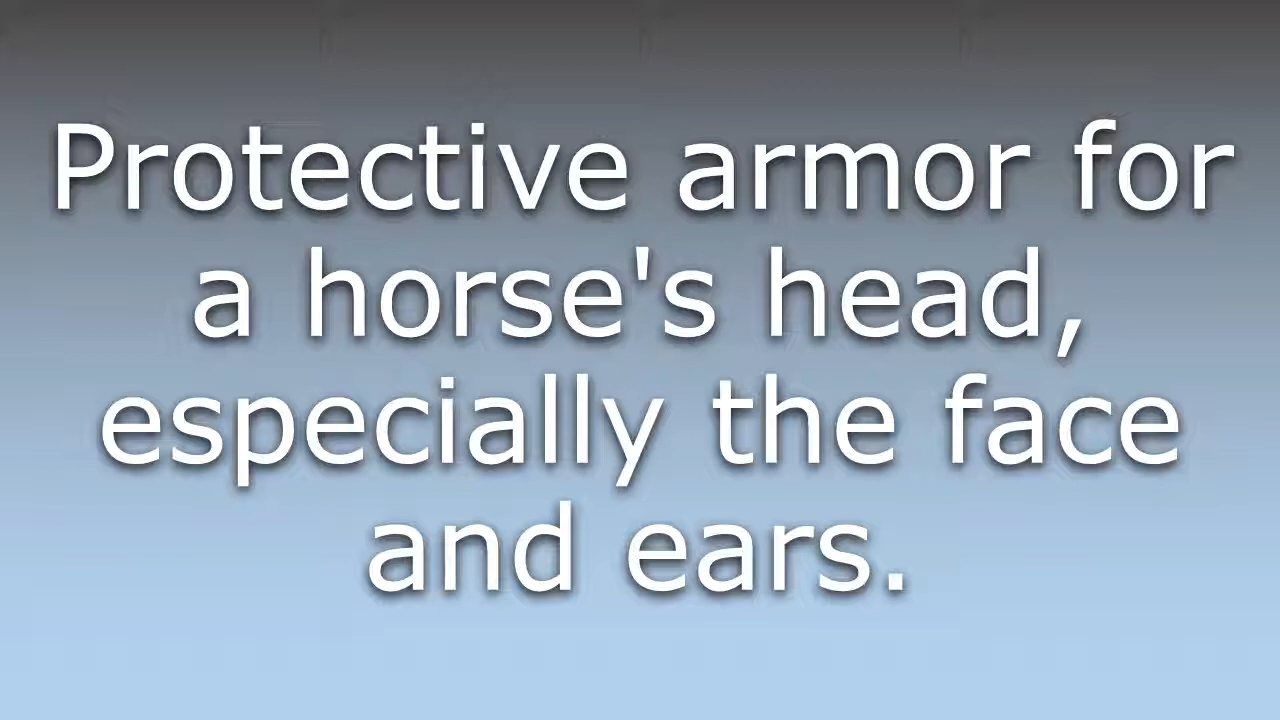 Protective armor for
a horse's head,
especially the face
and ears.